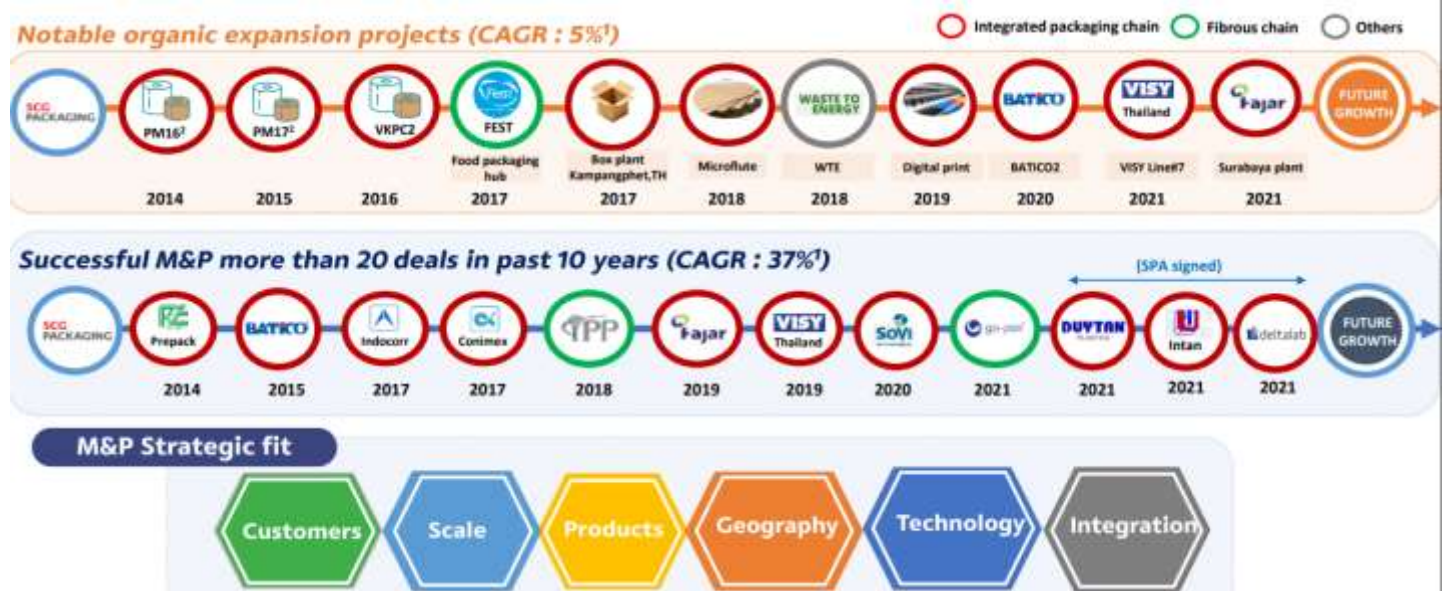 Notable organic expansion projects (CAGR : 5%¹)
Integrated packaging chain
Fibrous chain
Others
SCG
PACKAGING
PM16²
PM17²
VKPC2
Fest
FEST
WASTE TO
ENERGY
BATICO
VISY
Thailand
Fajar
FUTURE
GROWTH
Food packaging
hub
Box plant
Kampangphet,TH
Microflute
WTE
Digital print
BATICO2
VISY Line#7
Surabaya plant
2014
2015
2016
2017
2017
2018
2018
2019
2020
2021
2021
Successful M&P more than 20 deals in past 10 years (CAGR : 37%¹)
(SPA signed)
SCG
PACKAGING
Prepack
BATICO
Indocorr
Conimex
TPP
Fajar
VISY
Thailand
SOVI
DUYTAN
Intan
deltalab
FUTURE
GROWTH
2014
2015
2017
2017
2018
2019
2019
2020
2021
2021
2021
2021
M&P Strategic fit
Customers
Scale
Products
Geography
Technology
Integration